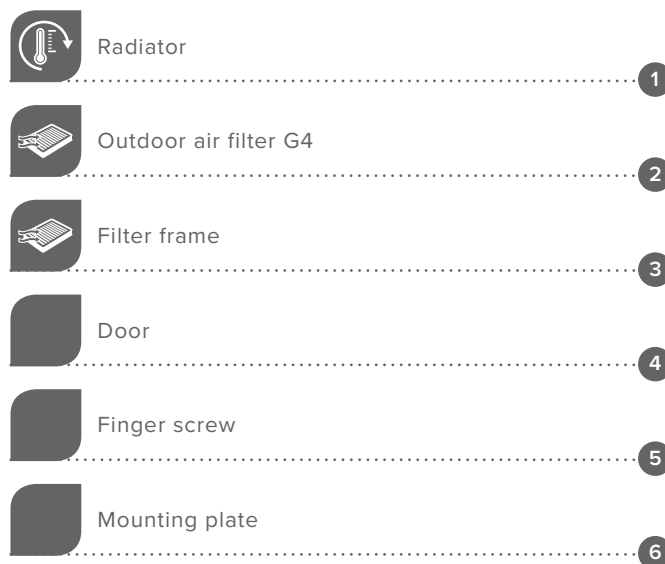 Radiator
1
Outdoor air filter G4
2
Filter frame
3
Door
4
Finger screw
5
Mounting plate
6